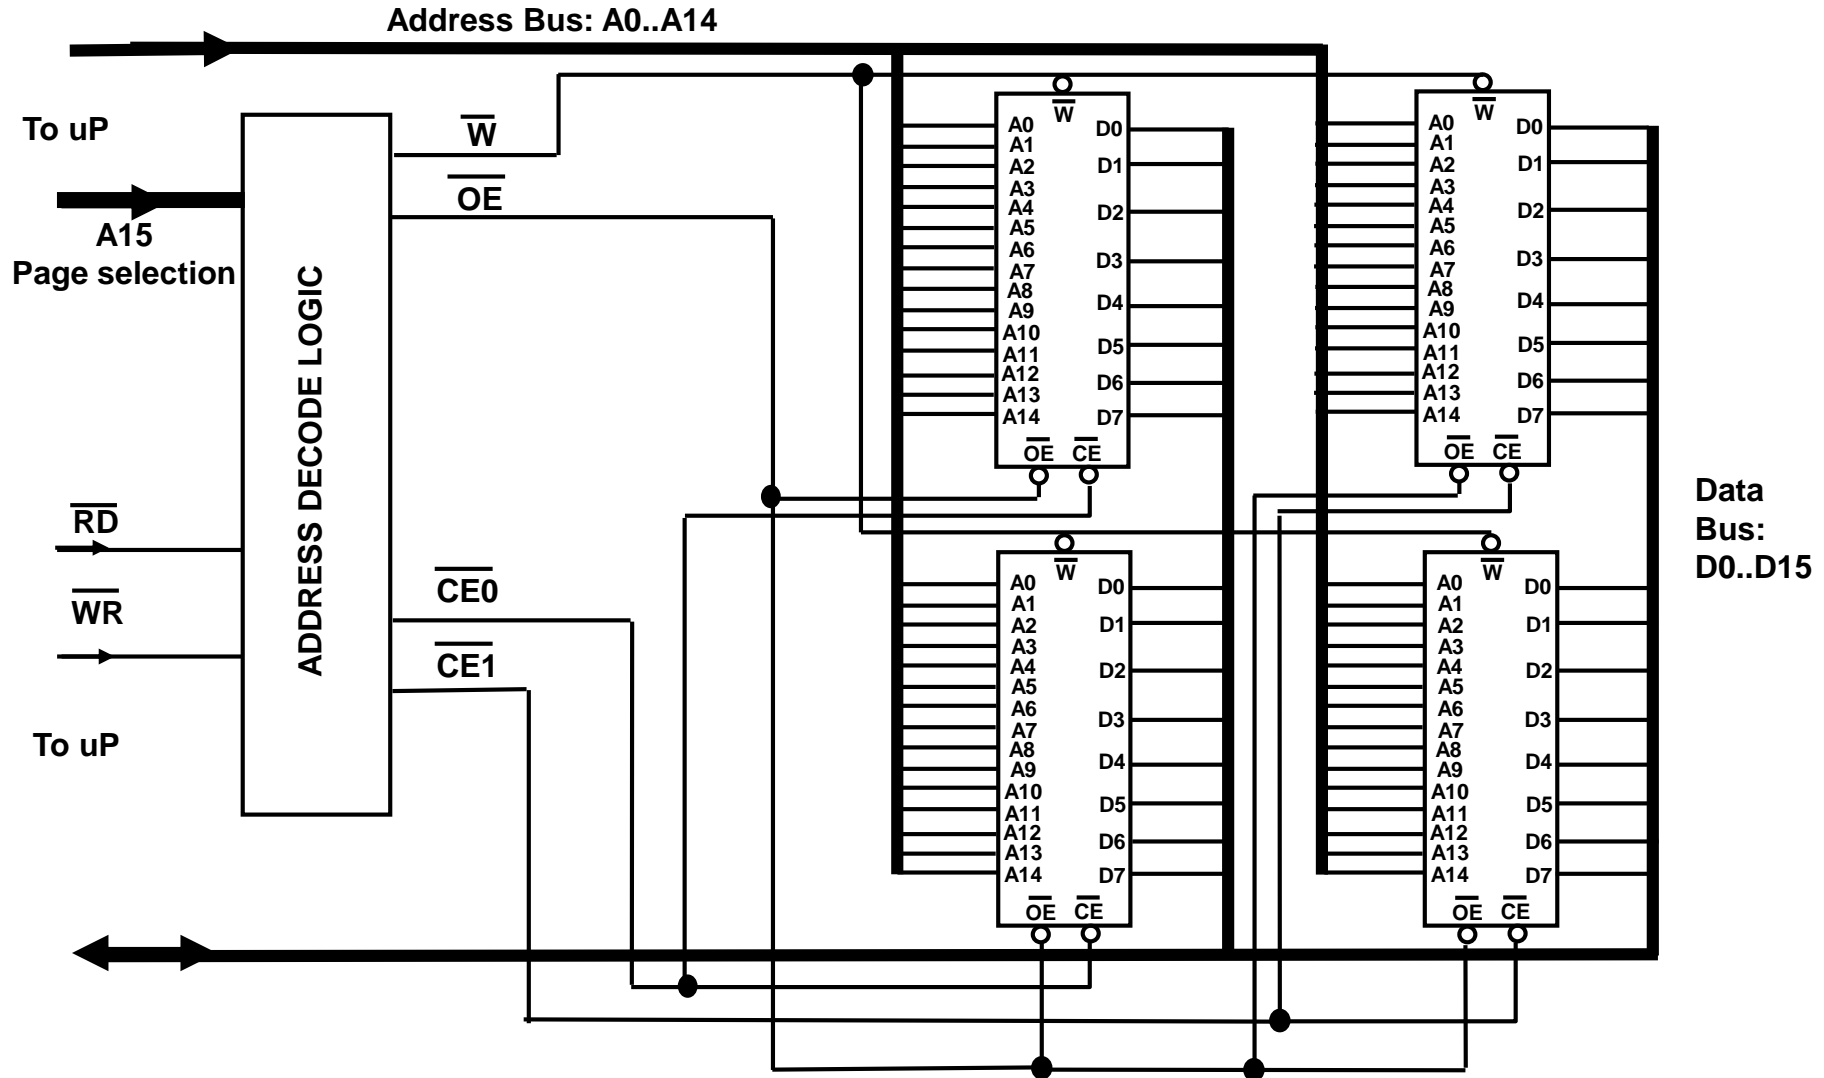 Address Bus: A0..A14
To uP
A15
Page selection
ADDRESS DECODE LOGIC
RD
WR
To uP
W
OE
CE0
CE1
W
A0
A1
A2
A3
A4
A5
A6
A7
A8
A9
A10
A11
A12
A13
A14
D0
D1
D2
D3
D4
D5
D6
D7
OE CE
W
A0
A1
A2
A3
A4
A5
A6
A7
A8
A9
A10
A11
A12
A13
A14
D0
D1
D2
D3
D4
D5
D6
D7
OE CE
W
A0
A1
A2
A3
A4
A5
A6
A7
A8
A9
A10
A11
A12
A13
A14
D0
D1
D2
D3
D4
D5
D6
D7
OE CE
W
A0
A1
A2
A3
A4
A5
A6
A7
A8
A9
A10
A11
A12
A13
A14
D0
D1
D2
D3
D4
D5
D6
D7
OE CE
Data
Bus:
D0..D15